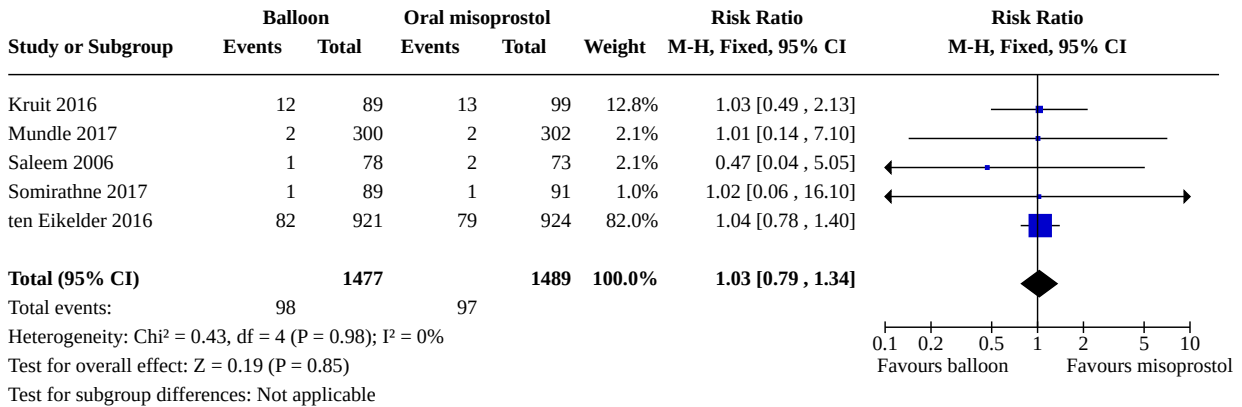 Balloon Oral misoprostol Risk Ratio Risk Ratio
Study or Subgroup Events Total Events Total Weight M-H, Fixed, 95% CI M-H, Fixed, 95% CI
Kruit 2016 12 89 13 99 12.8% 1.03 [0.49 , 2.13]
Mundle 2017 2 300 2 302 2.1% 1.01 [0.14 , 7.10]
Saleem 2006 1 78 2 73 2.1% 0.47 [0.04 , 5.05]
Somirathne 2017 1 89 1 91 1.0% 1.02 [0.06 , 16.10]
ten Eikelder 2016 82 921 79 924 82.0% 1.04 [0.78 , 1.40]
Total (95% CI) 1477 1489 100.0% 1.03 [0.79 , 1.34]
Total events: 98 97
Heterogeneity: Chi² = 0.43, df = 4 (P = 0.98); I² = 0%
0.1 0.2 0.5 1 2 5 10
Test for overall effect: Z = 0.19 (P = 0.85)
Favours balloon Favours misoprostol
Test for subgroup differences: Not applicable